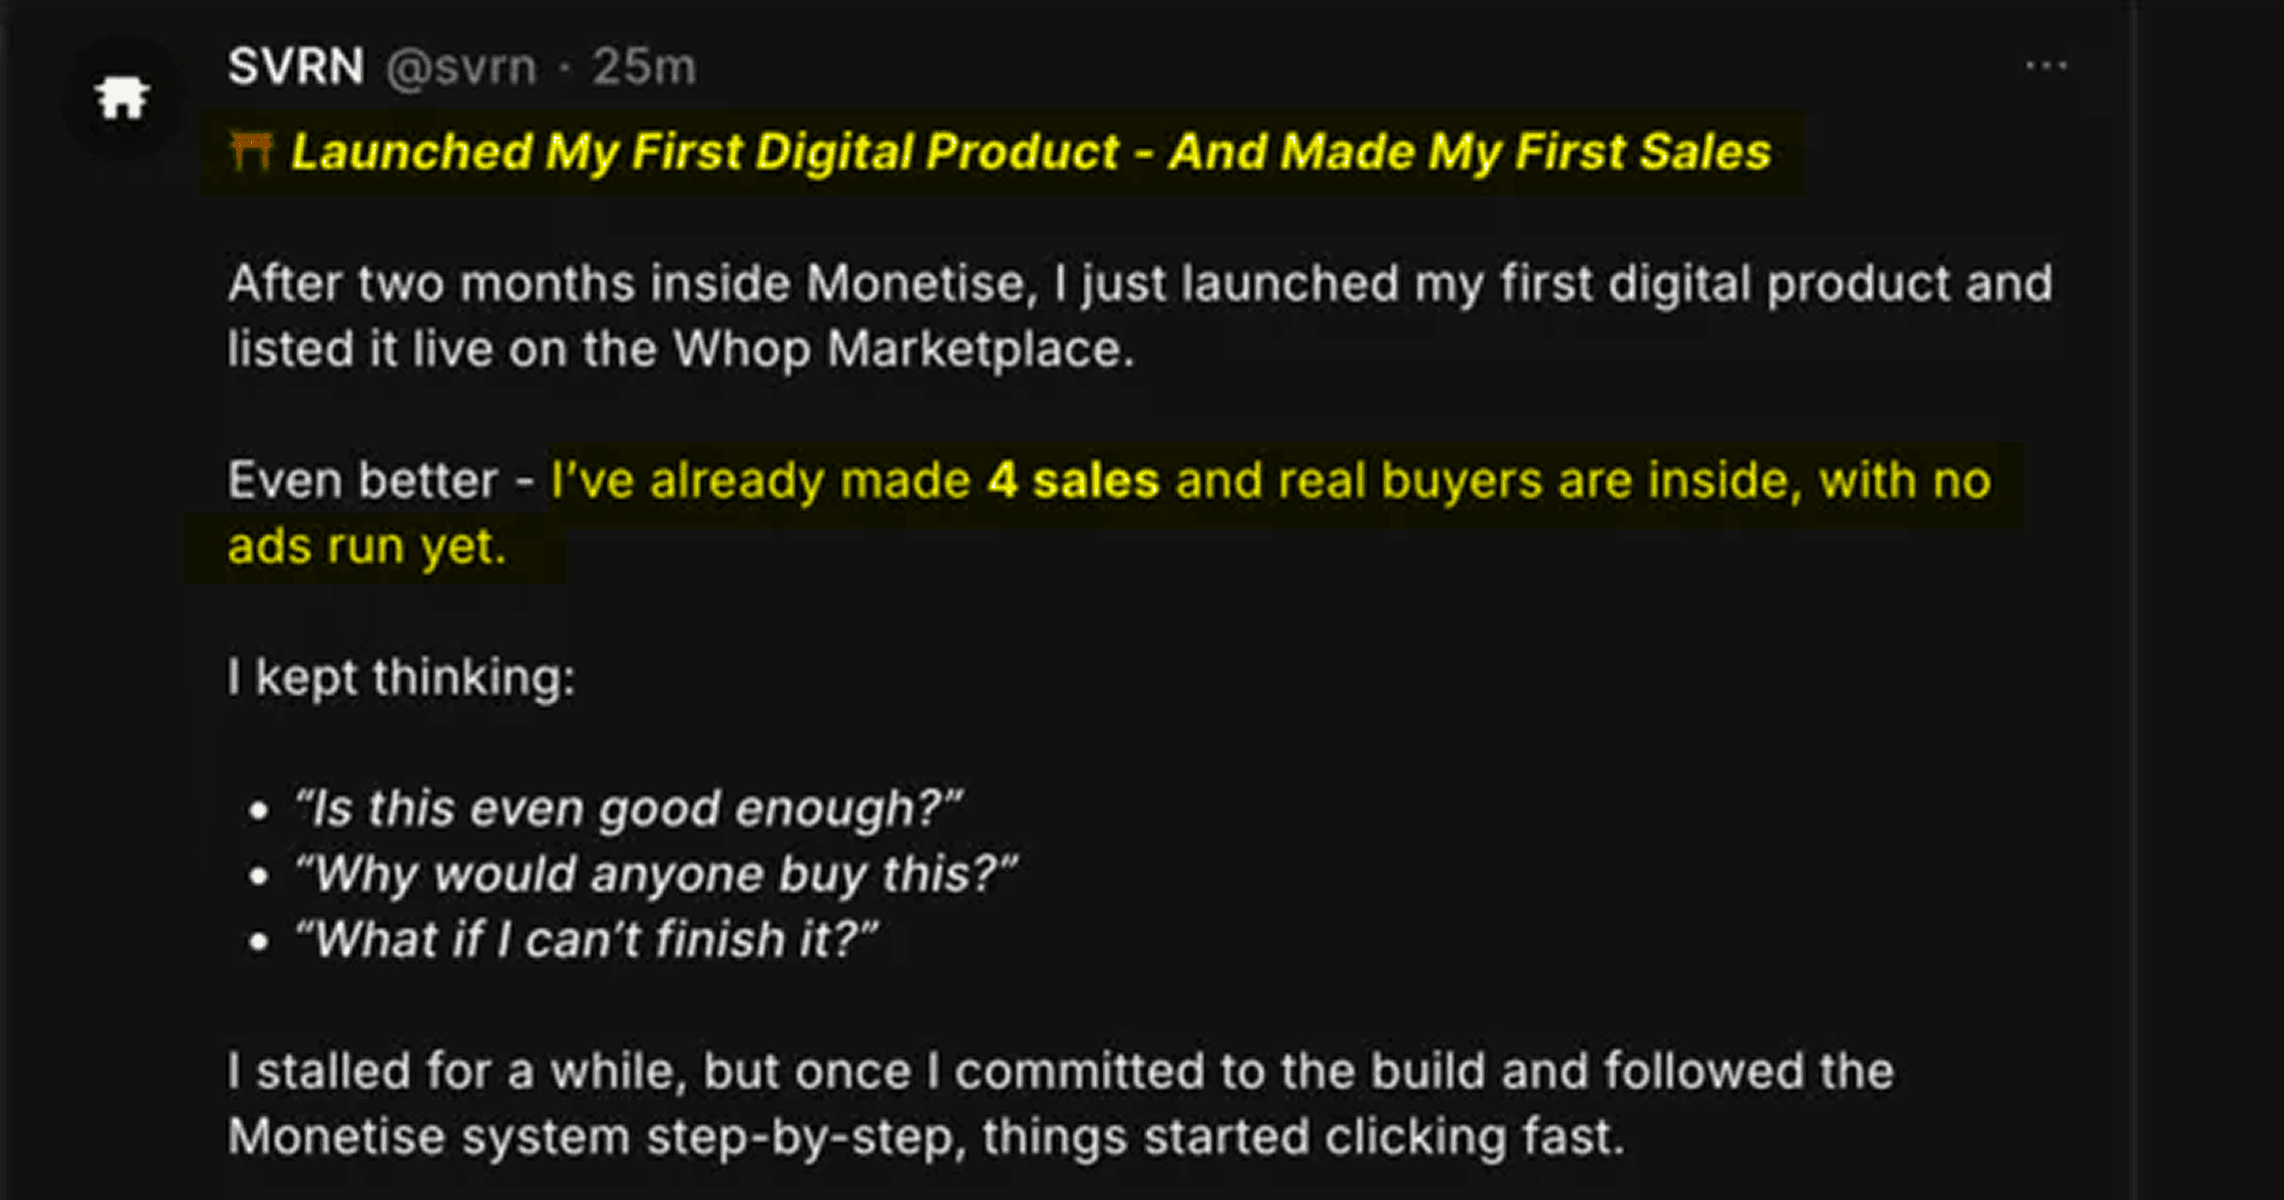 SVRN @svrn · 25m
⛩️ Launched My First Digital Product - And Made My First Sales
After two months inside Monetise, I just launched my first digital product and
listed it live on the Whop Marketplace.
Even better - I’ve already made 4 sales and real buyers are inside, with no
ads run yet.
I kept thinking:
• “Is this even good enough?”
• “Why would anyone buy this?”
• “What if I can’t finish it?”
I stalled for a while, but once I committed to the build and followed the
Monetise system step-by-step, things started clicking fast.